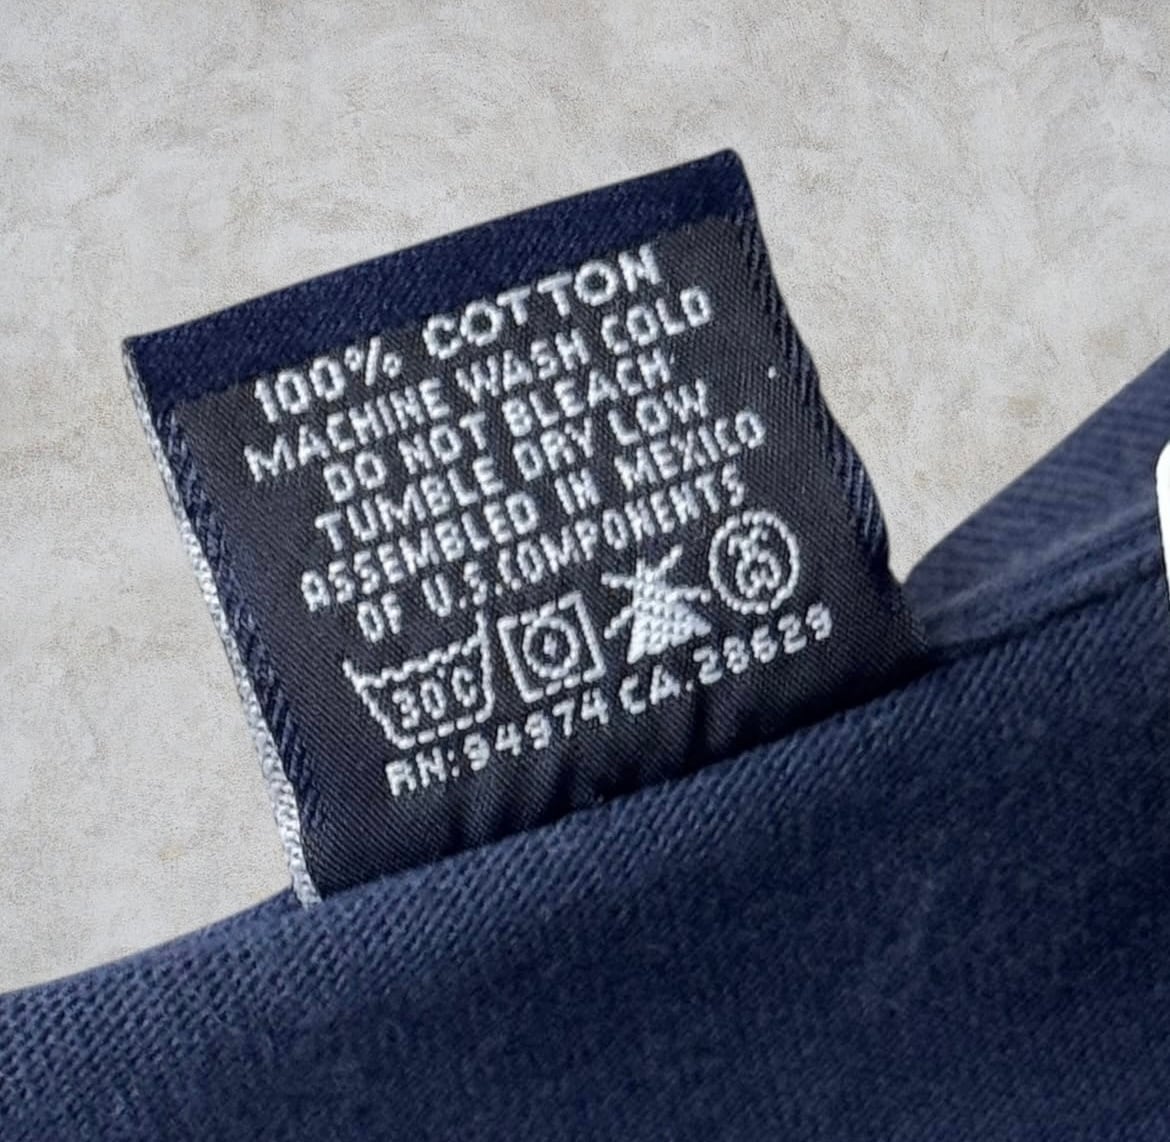 100% COTTON
MACHINE WASH COLD
DO NOT BLEACH
TUMBLE DRY LOW
ASSEMBLED IN MEXICO
OF U.S. COMPONENTS
30°C
RN: 94974 CA. 28629